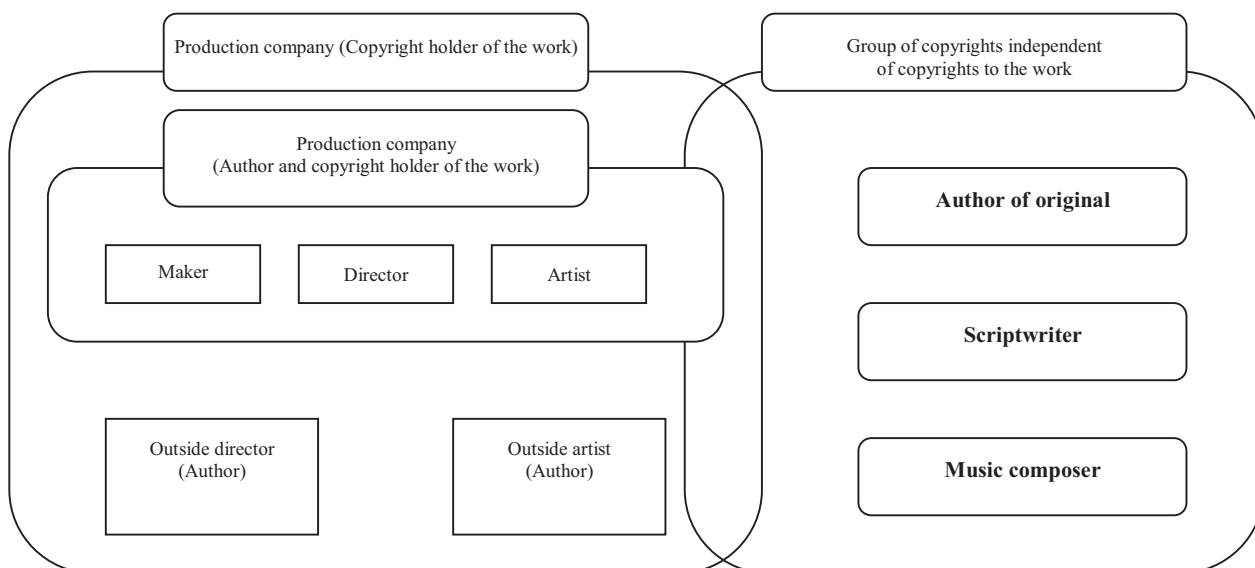 Production company (Copyright holder of the work)
Group of copyrights independent
of copyrights to the work
Production company
(Author and copyright holder of the work)
Author of original
Maker
Director
Artist
Scriptwriter
Outside director
(Author)
Outside artist
(Author)
Music composer